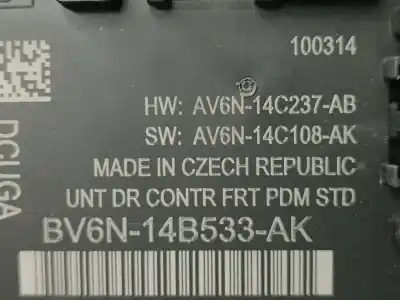 100314
HW: AV6N-14C237-AB
SW: AV6N-14C108-AK
MADE IN CZECH REPUBLIC
UNT DR CONTR FRT PDM STD
BV6N-14B533-AK
DCUGA